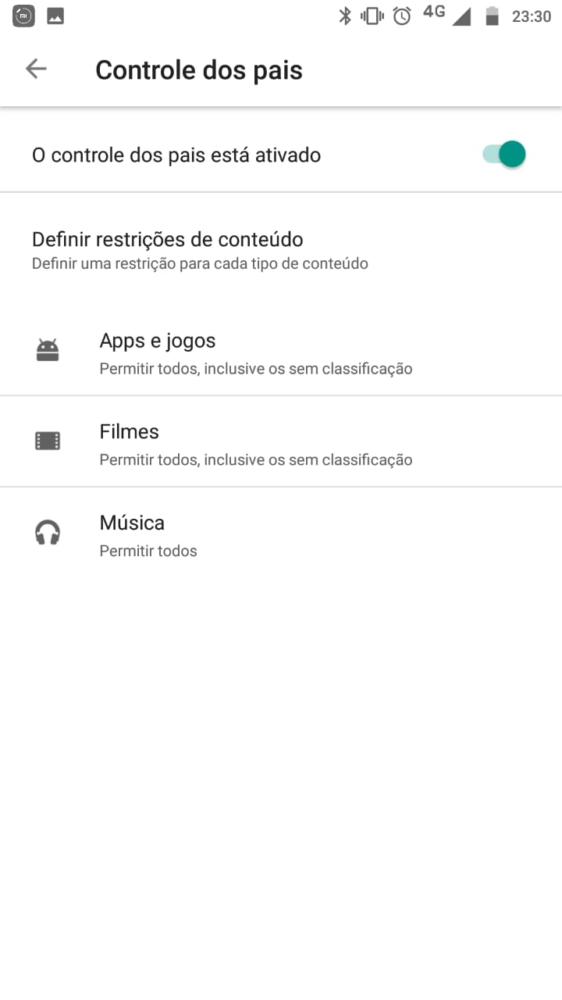 mi
4G
23:30
Controle dos pais
O controle dos pais está ativado
Definir restrições de conteúdo
Definir uma restrição para cada tipo de conteúdo
Apps e jogos
Permitir todos, inclusive os sem classificação
Filmes
Permitir todos, inclusive os sem classificação
Música
Permitir todos